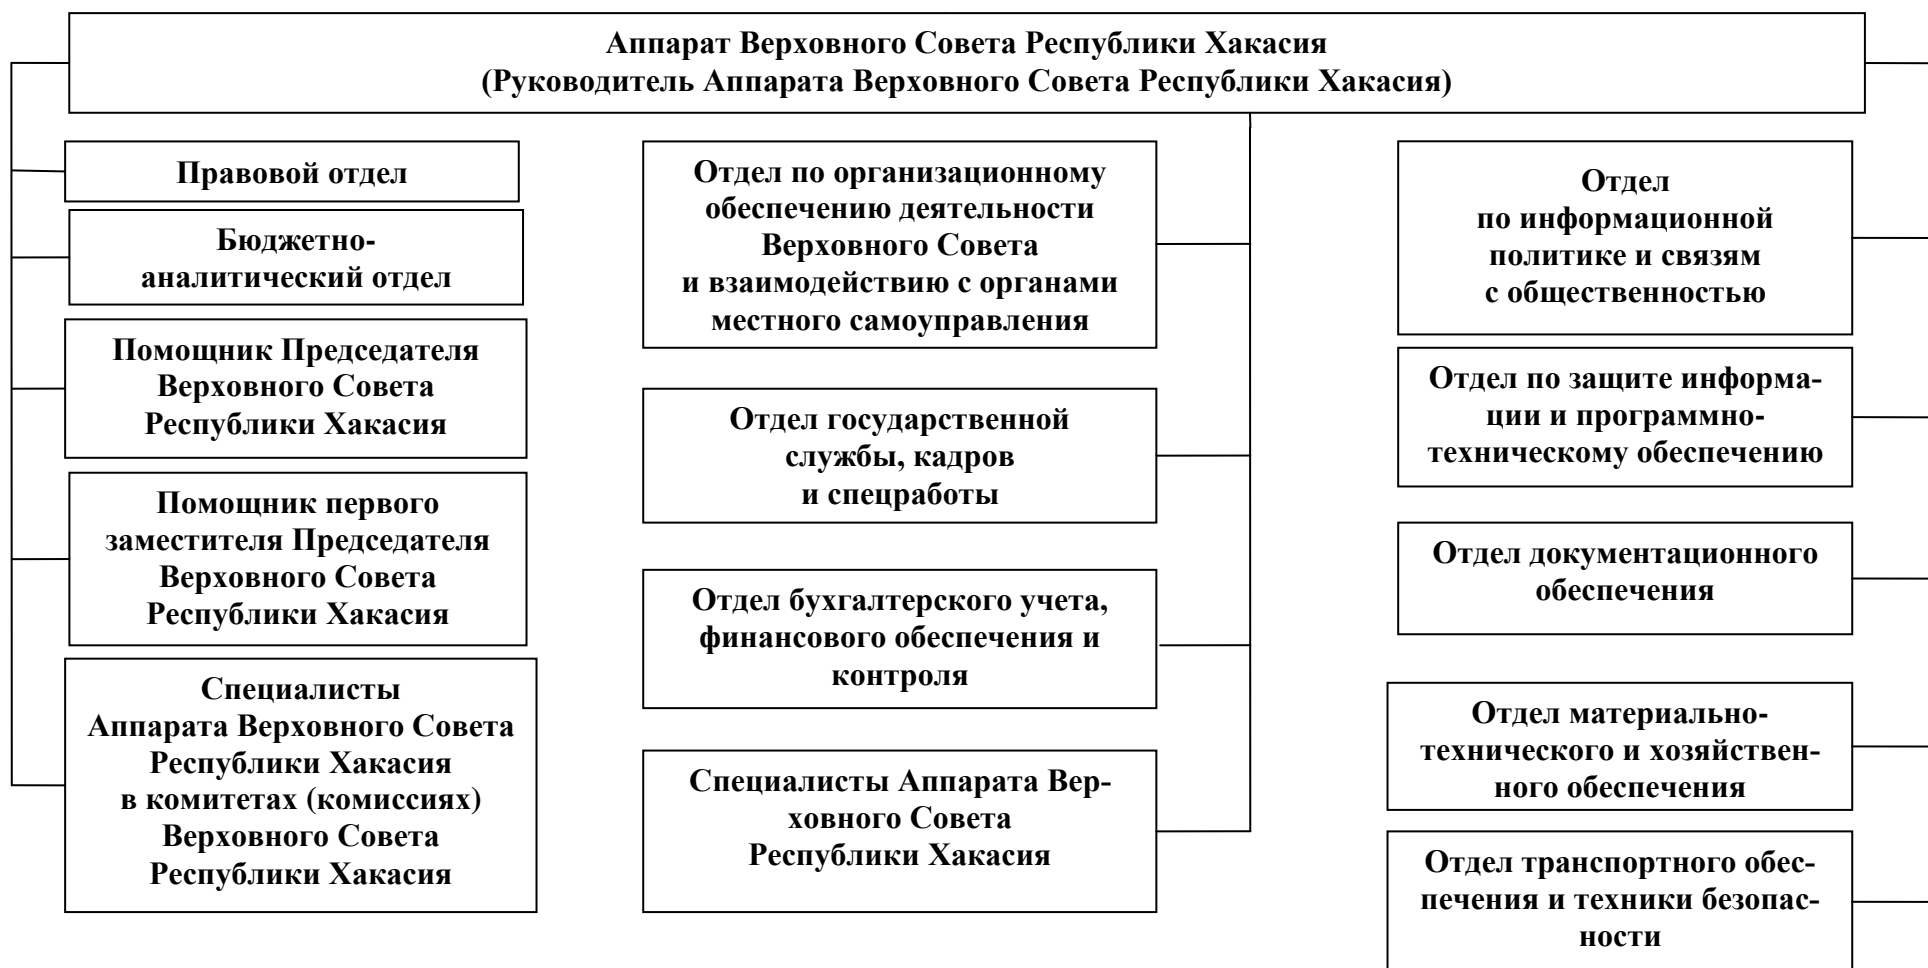 Аппарат Верховного Совета Республики Хакасия
(Руководитель Аппарата Верховного Совета Республики Хакасия)
Правовой отдел
Бюджетно-
аналитический отдел
Помощник Председателя
Верховного Совета
Республики Хакасия
Помощник первого
заместителя Председателя
Верховного Совета
Республики Хакасия
Специалисты
Аппарата Верховного Совета
Республики Хакасия
в комитетах (комиссиях)
Верховного Совета
Республики Хакасия
Отдел по организационному
обеспечению деятельности
Верховного Совета
и взаимодействию с органами
местного самоуправления
Отдел государственной
службы, кадров
и спецработы
Отдел бухгалтерского учета,
финансового обеспечения и
контроля
Специалисты Аппарата Вер-
ховного Совета
Республики Хакасия
Отдел
по информационной
политике и связям
с общественностью
Отдел по защите информа-
ции и программно-
техническому обеспечению
Отдел документационного
обеспечения
Отдел материально-
технического и хозяйствен-
ного обеспечения
Отдел транспортного обес-
печения и техники безопас-
ности